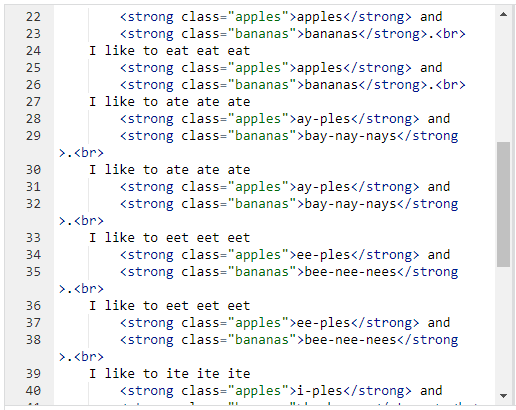 22 <strong class="apples">apples</strong> and
23 <strong class="bananas">bananas</strong>.<br>
24 I like to eat eat eat
25 <strong class="apples">apples</strong> and
26 <strong class="bananas">bananas</strong>.<br>
27 I like to ate ate ate
28 <strong class="apples">ay-ples</strong> and
29 <strong class="bananas">bay-nay-nays</strong
>.<br>
30 I like to ate ate ate
31 <strong class="apples">ay-ples</strong> and
32 <strong class="bananas">bay-nay-nays</strong
>.<br>
33 I like to eet eet eet
34 <strong class="apples">ee-ples</strong> and
35 <strong class="bananas">bee-nee-nees</strong
>.<br>
36 I like to eet eet eet
37 <strong class="apples">ee-ples</strong> and
38 <strong class="bananas">bee-nee-nees</strong
>.<br>
39 I like to ite ite ite
40 <strong class="apples">i-ples</strong> and